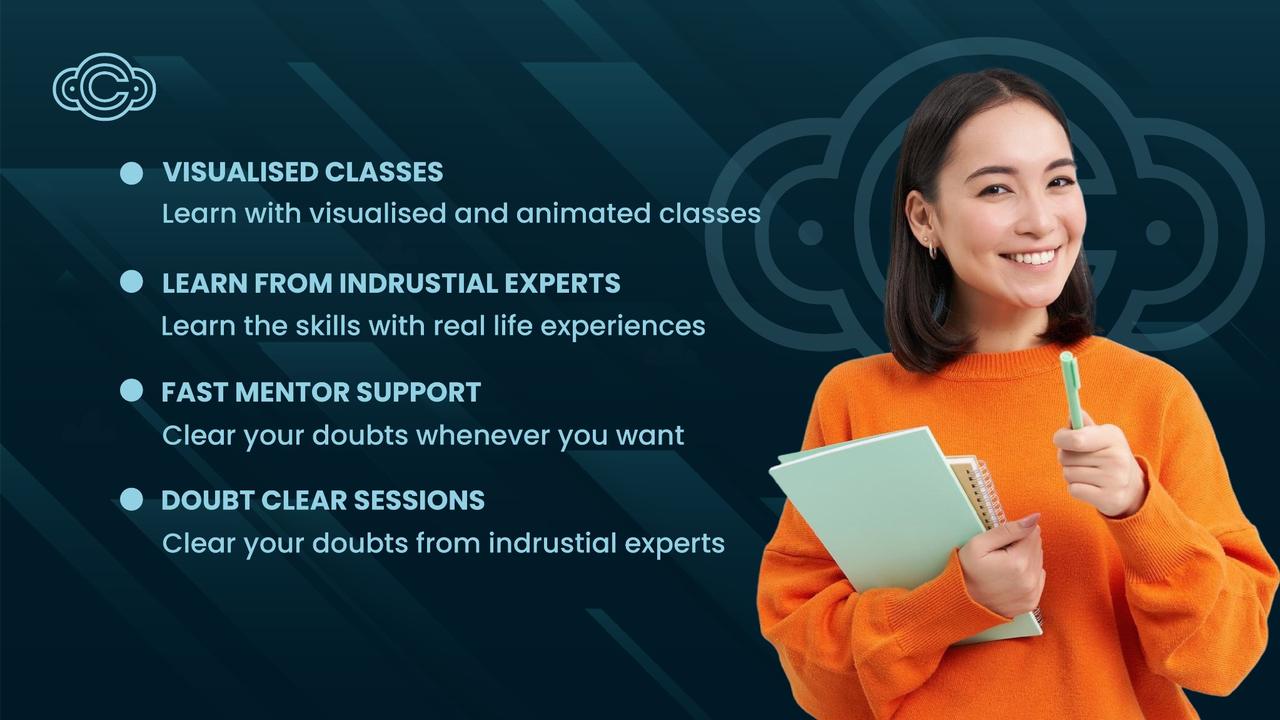 C
VISUALISED CLASSES
Learn with visualised and animated classes
LEARN FROM INDRUSTIAL EXPERTS
Learn the skills with real life experiences
FAST MENTOR SUPPORT
Clear your doubts whenever you want
DOUBT CLEAR SESSIONS
Clear your doubts from indrustial experts